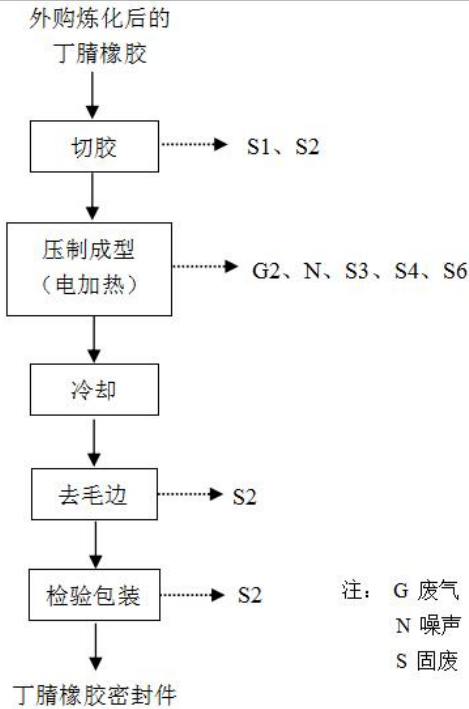 外购炼化后的
丁腈橡胶
切胶
S1、S2
压制成型
（电加热）
G2、N、S3、S4、S6
冷却
去毛边
S2
检验包装
S2
注： G 废气
N 噪声
S 固废
丁腈橡胶密封件